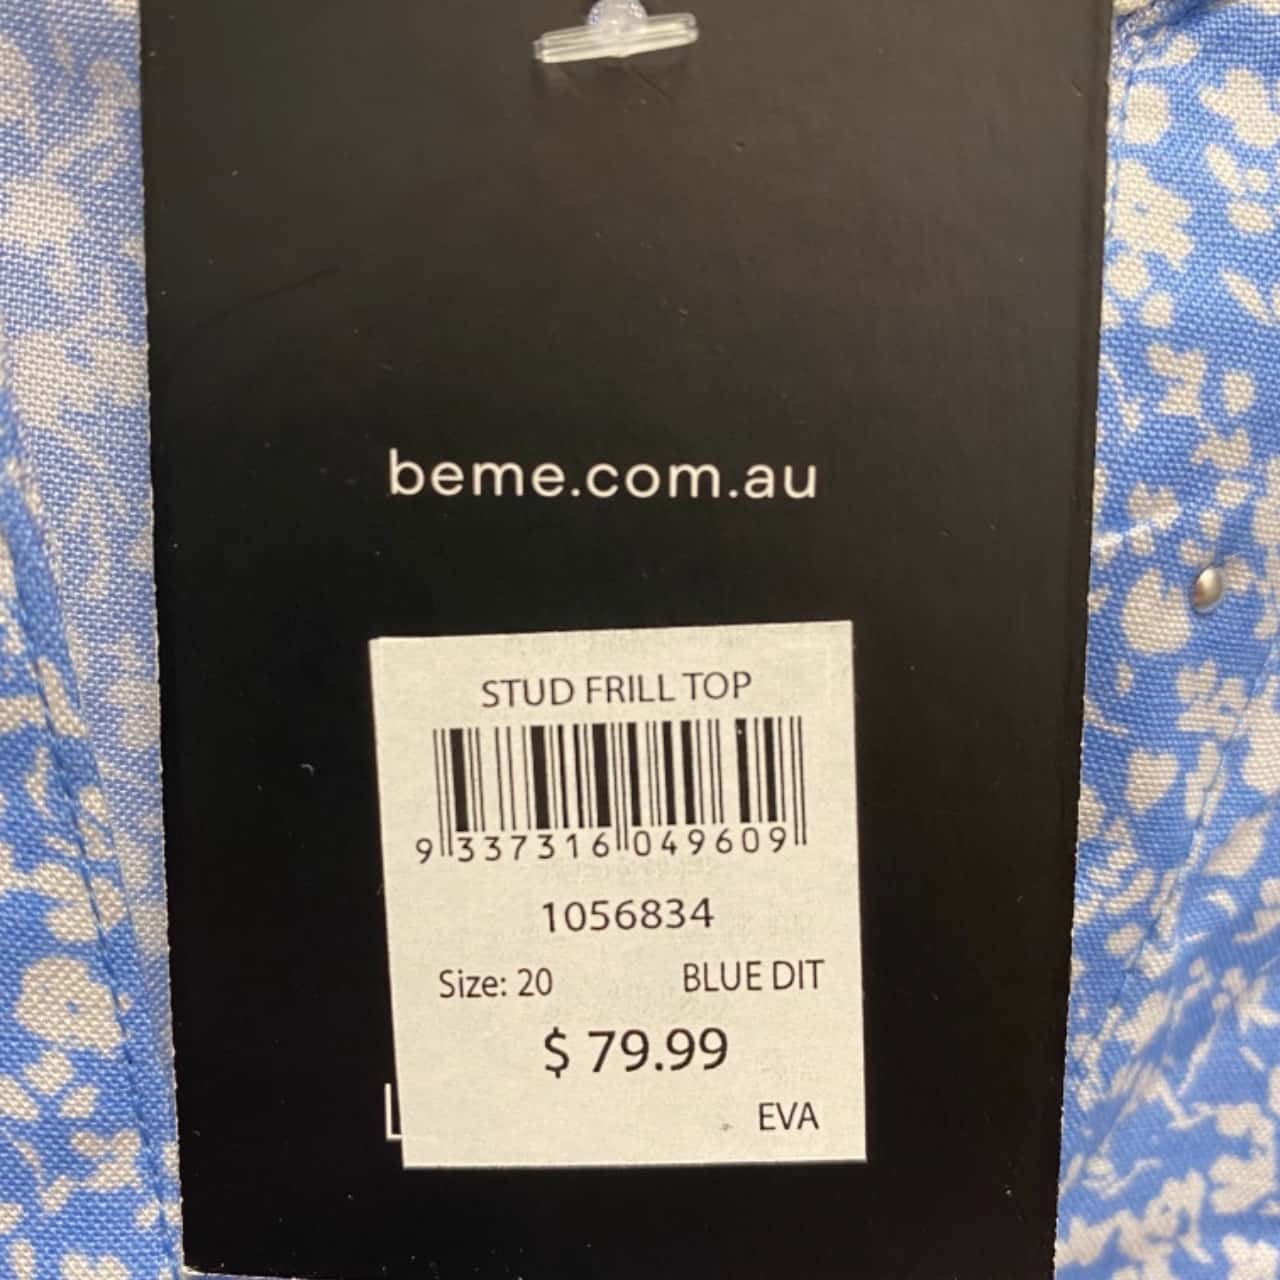 beme.com.au
STUD FRILL TOP
9 337316 049609
1056834
Size: 20 BLUE DIT
$ 79.99
EVA